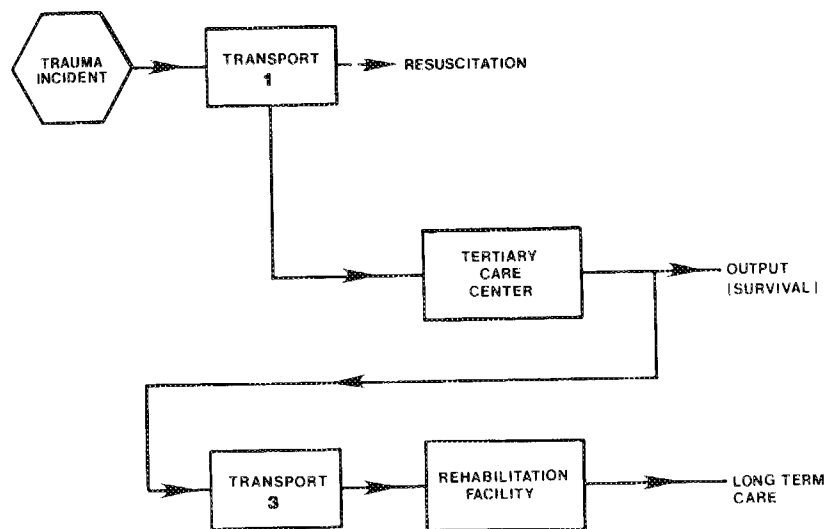 TRAUMA
INCIDENT
TRANSPORT
1
RESUSCITATION
TERTIARY
CARE
CENTER
OUTPUT
(SURVIVAL)
TRANSPORT
3
REHABILITATION
FACILITY
LONG TERM
CARE